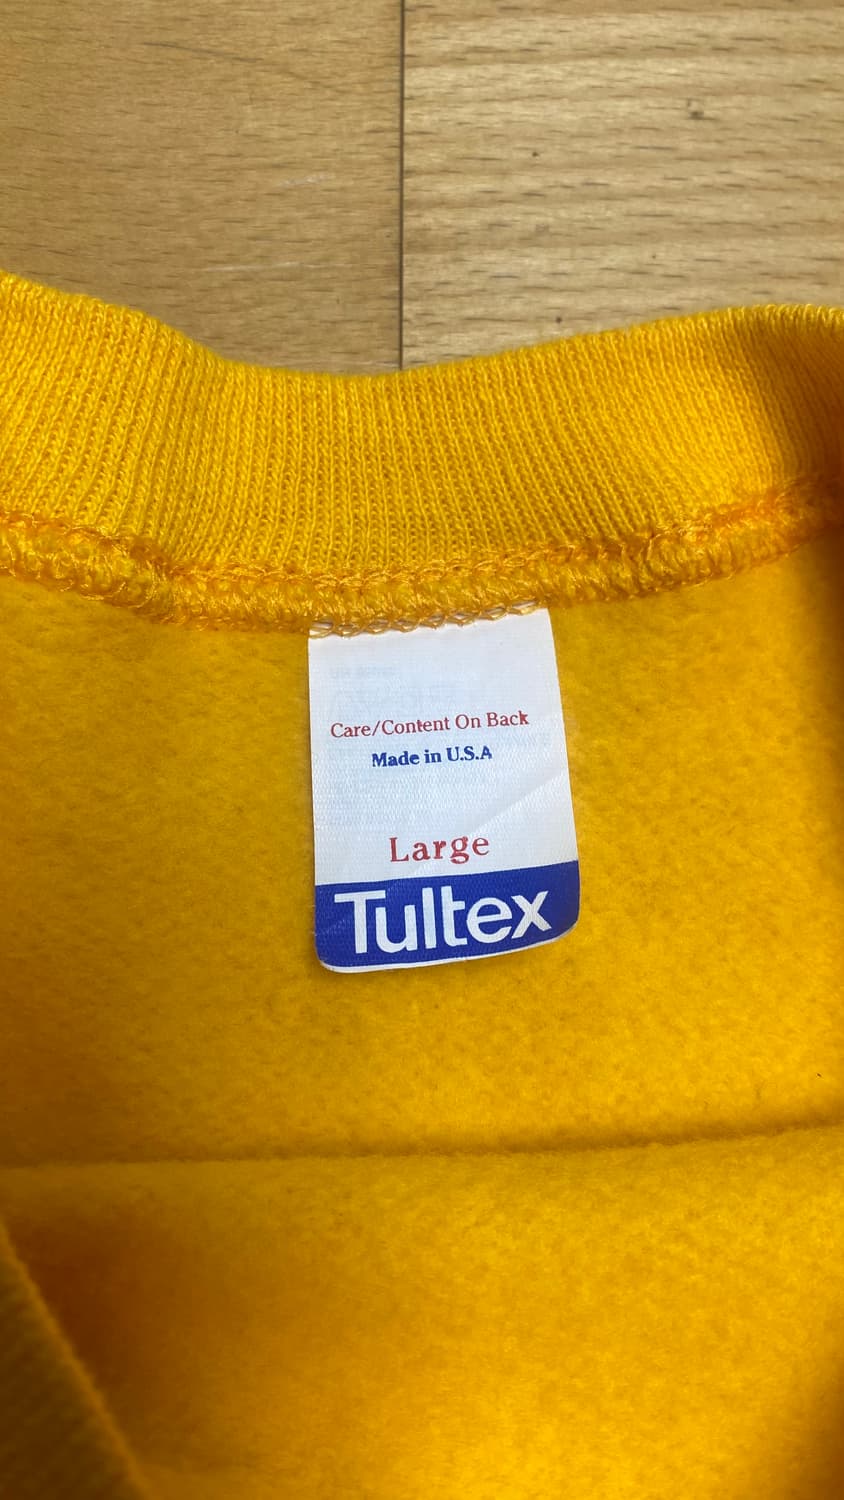 Care/Content On Back
Made in U.S.A
Large
Tultex